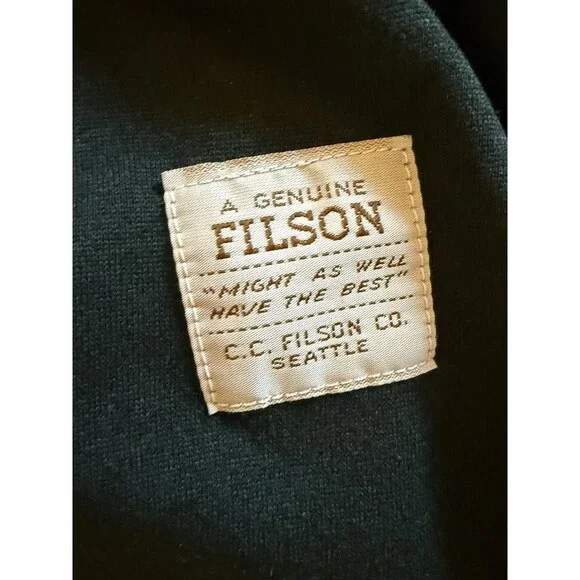 A GENUINE
FILSON
"MIGHT AS WELL
HAVE THE BEST"
C.C. FILSON CO.
SEATTLE